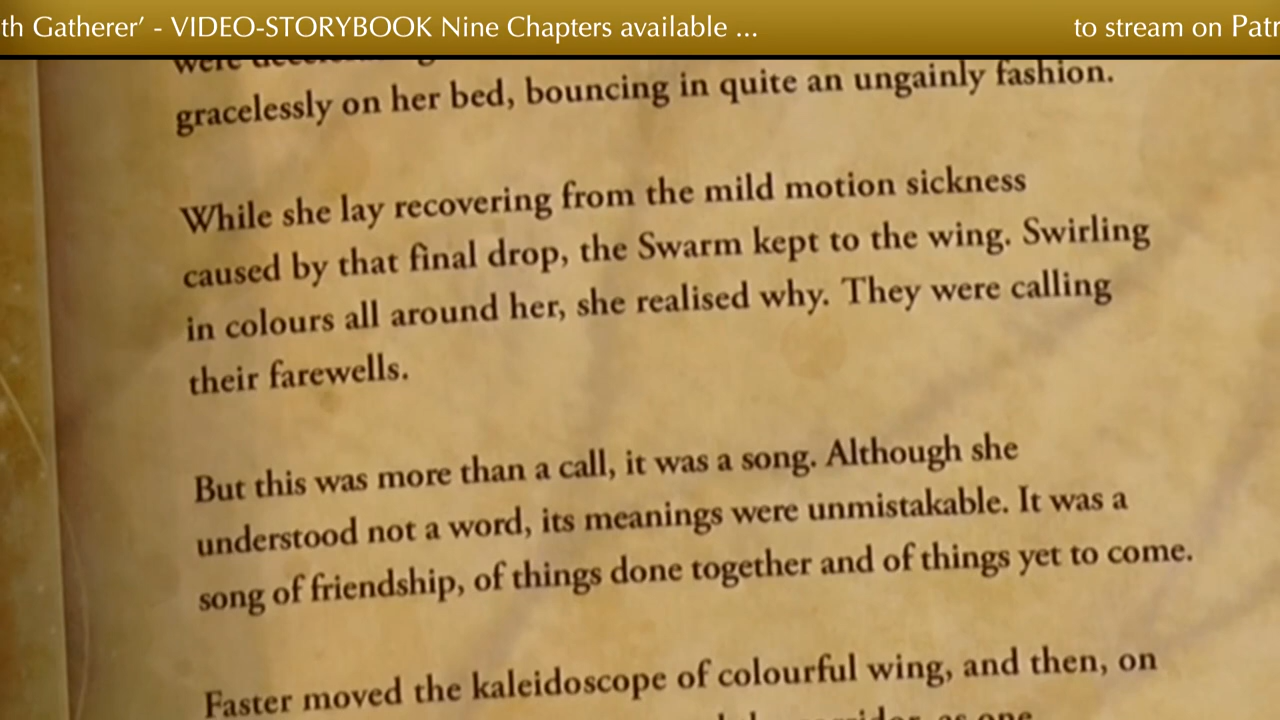 th Gatherer’ - VIDEO-STORYBOOK Nine Chapters available ... to stream on Patr
were
gracelessly on her bed, bouncing in quite an ungainly fashion.
While she lay recovering from the mild motion sickness
caused by that final drop, the Swarm kept to the wing. Swirling
in colours all around her, she realised why. They were calling
their farewells.
But this was more than a call, it was a song. Although she
understood not a word, its meanings were unmistakable. It was a
song of friendship, of things done together and of things yet to come.
Faster moved the kaleidoscope of colourful wing, and then, on
as one